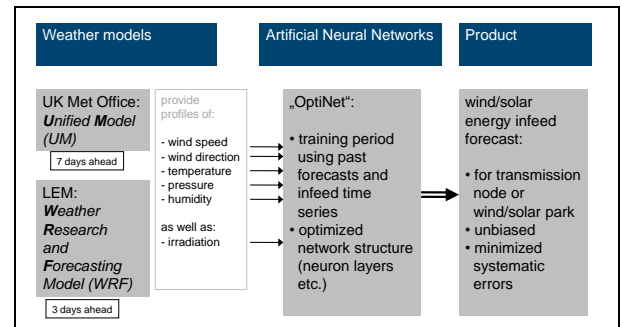 Weather models
Artificial Neural Networks
Product
UK Met Office:
Unified Model
(UM)
7 days ahead
LEM:
Weather
Research
and
Forecasting
Model (WRF)
3 days ahead
provide
profiles of:
- wind speed
- wind direction
- temperature
- pressure
- humidity
as well as:
- irradiation
„OptiNet“:
• training period
using past
forecasts and
infeed time
series
• optimized
network structure
(neuron layers
etc.)
wind/solar
energy infeed
forecast:
• for transmission
node or
wind/solar park
• unbiased
• minimized
systematic
errors